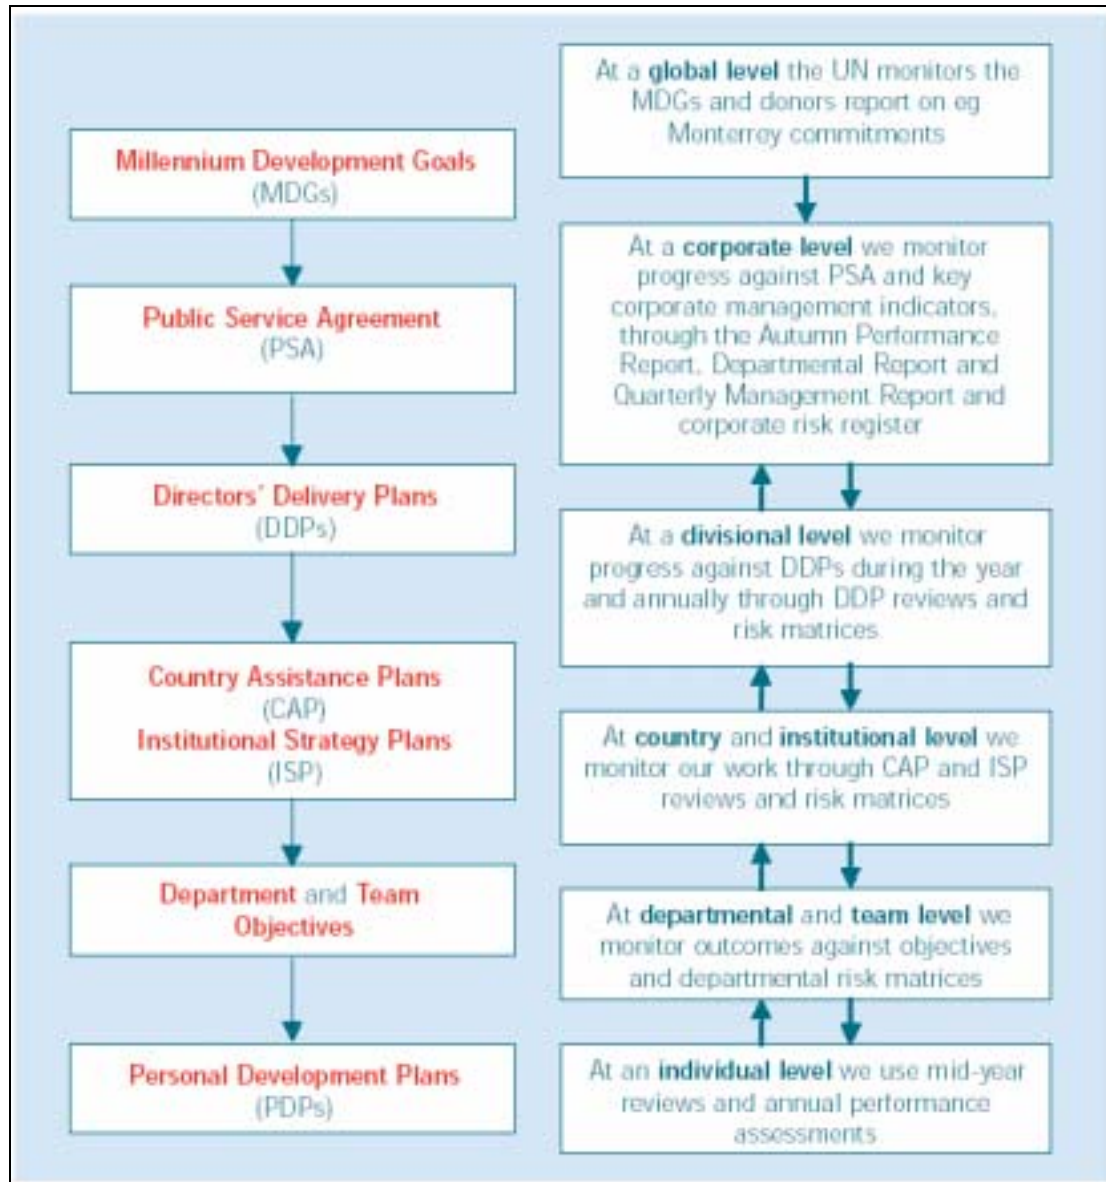 Millennium Development Goals
(MDGs)
Public Service Agreement
(PSA)
Directors' Delivery Plans
(DDPs)
Country Assistance Plans
(CAP)
Institutional Strategy Plans
(ISP)
Department and Team
Objectives
Personal Development Plans
(PDPs)
At a global level the UN monitors the
MDGs and donors report on eg
Monterrey commitments
At a corporate level we monitor
progress against PSA and key
corporate management indicators,
through the Autumn Performance
Report, Departmental Report and
Quarterly Management Report and
corporate risk register
At a divisional level we monitor
progress against DDPs during the year
and annually through DDP reviews and
risk matrices
At country and institutional level we
monitor our work through CAP and ISP
reviews and risk matrices
At departmental and team level we
monitor outcomes against objectives
and departmental risk matrices
At an individual level we use mid-year
reviews and annual performance
assessments